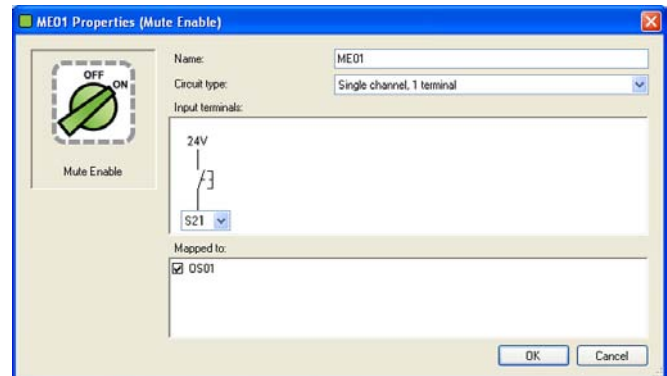 ME01 Properties (Mute Enable)
OFF
ON
Mute Enable
Name:
ME01
Circuit type:
Single channel, 1 terminal
Input terminals:
24V
S21
Mapped to:
OS01
OK
Cancel